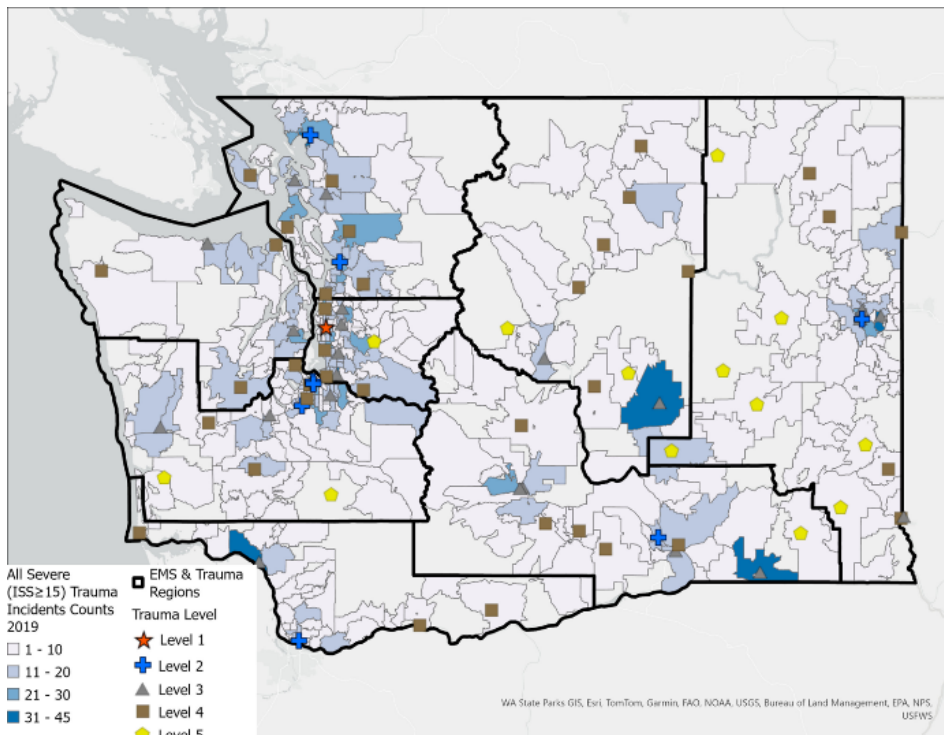 All Severe
(ISS≥15) Trauma
Incidents Counts
2019
1 - 10
11 - 20
21 - 30
31 - 45
EMS & Trauma
Regions
Trauma Level
Level 1
Level 2
Level 3
Level 4
Level 5
WA State Parks GIS, Esri, TomTom, Garmin, FAO, NOAA, USGS, Bureau of Land Management, EPA, NPS,
USFWS